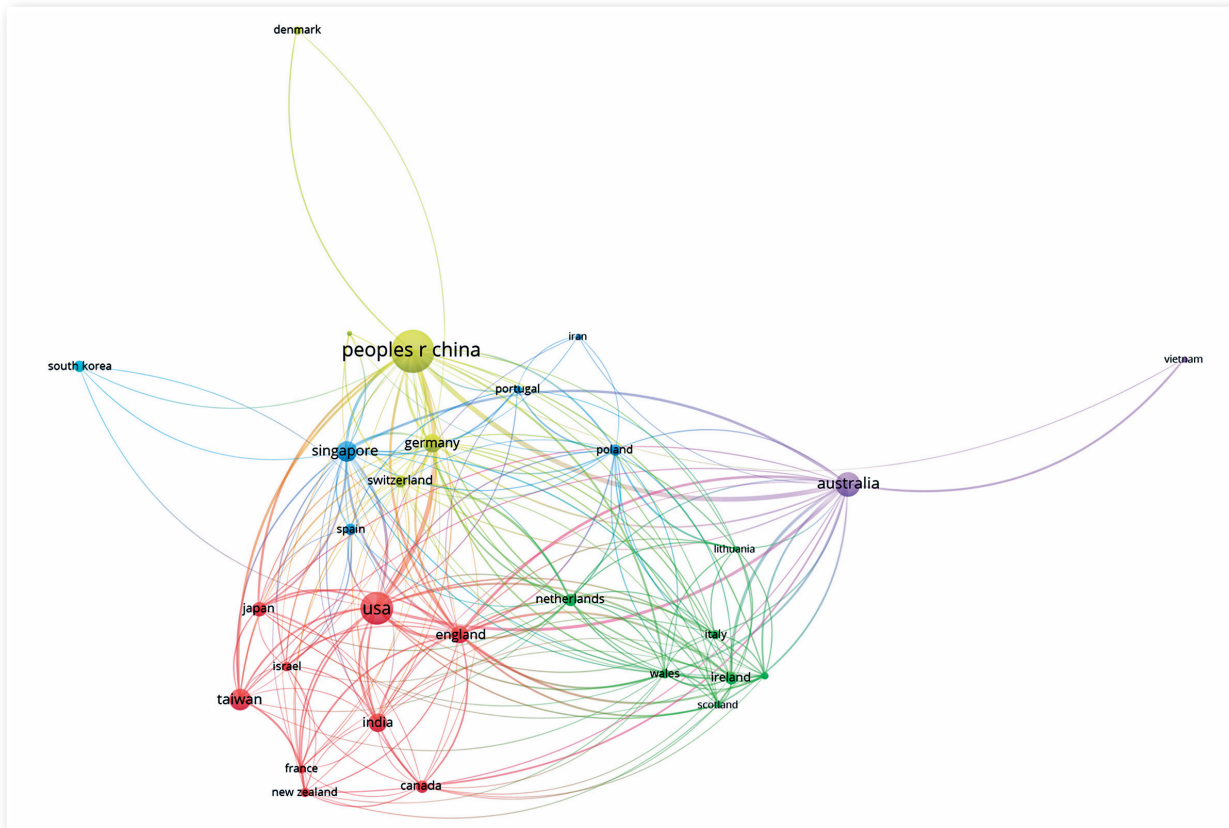 denmark
peoples r china
iran
south korea
vietnam
portugal
germany
singapore
poland
switzerland
australia
spain
lithuania
netherlands
japan
usa
england
italy
israel
wales
ireland
taiwan
scotland
india
france
canada
new zealand